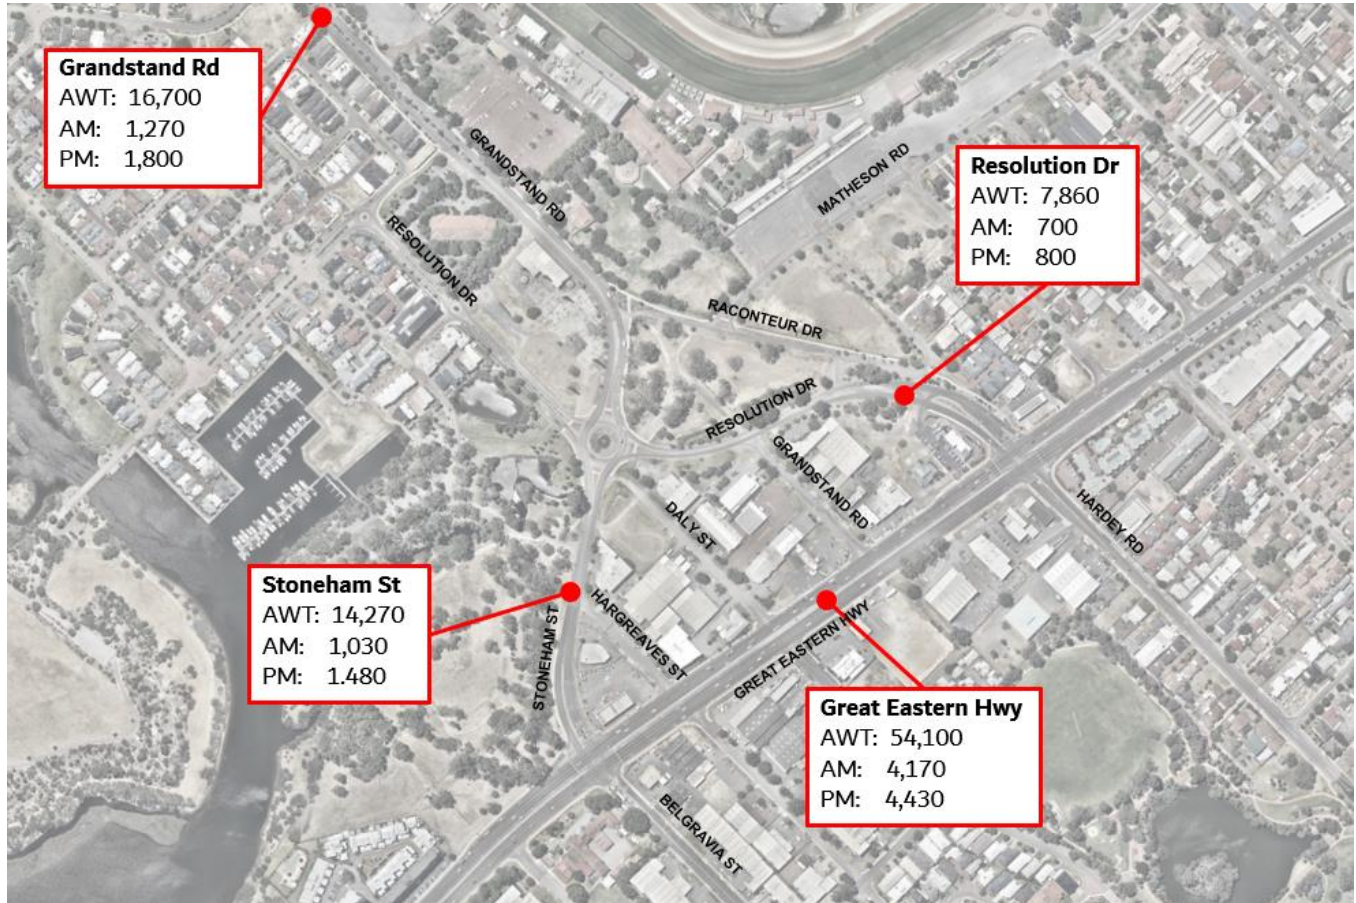 Grandstand Rd
AWT: 16,700
AM: 1,270
PM: 1,800
GRANDSTAND RD
MATHESON RD
Resolution Dr
AWT: 7,860
AM: 700
PM: 800
RESOLUTION DR
RACONTEUR DR
RESOLUTION DR
GRANDSTAND RD
HARDEY RD
DALY ST
Stoneham St
AWT: 14,270
AM: 1,030
PM: 1.480
STONEHAM ST
HARGREAVES ST
GREAT EASTERN HWY
Great Eastern Hwy
AWT: 54,100
AM: 4,170
PM: 4,430
BELGRAVIA ST